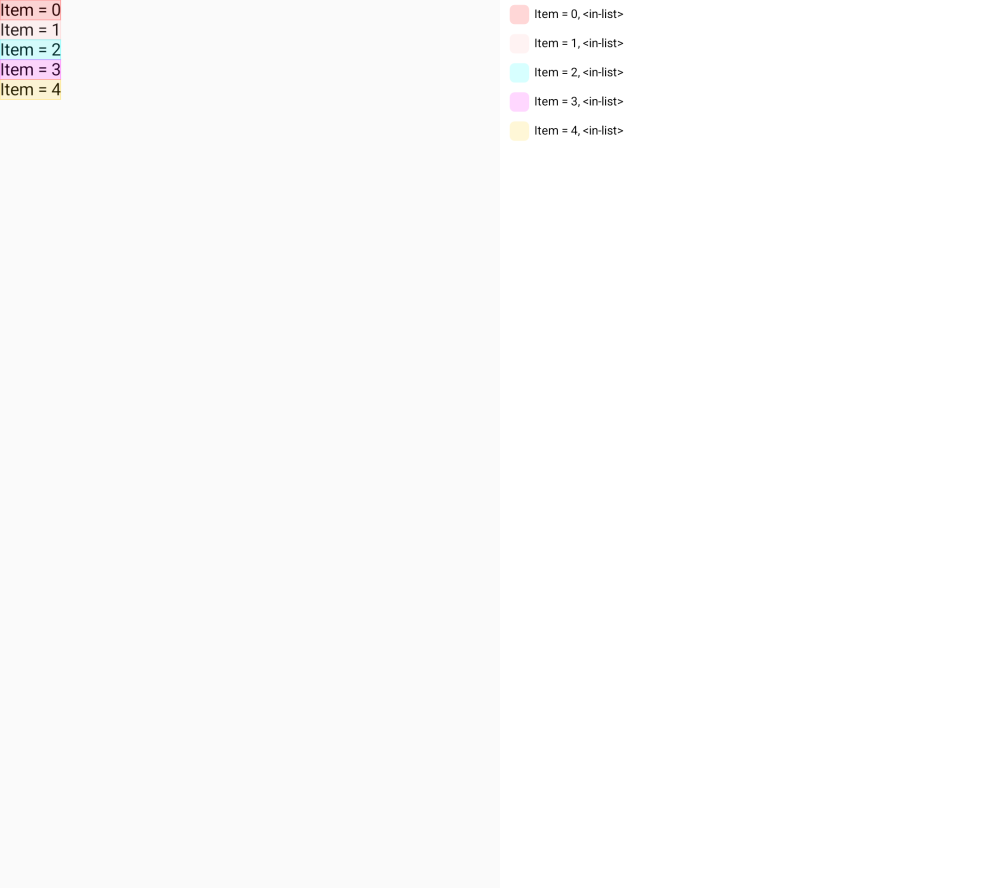 Item = 0
Item = 1
Item = 2
Item = 3
Item = 4
Item = 0, <in-list>
Item = 1, <in-list>
Item = 2, <in-list>
Item = 3, <in-list>
Item = 4, <in-list>